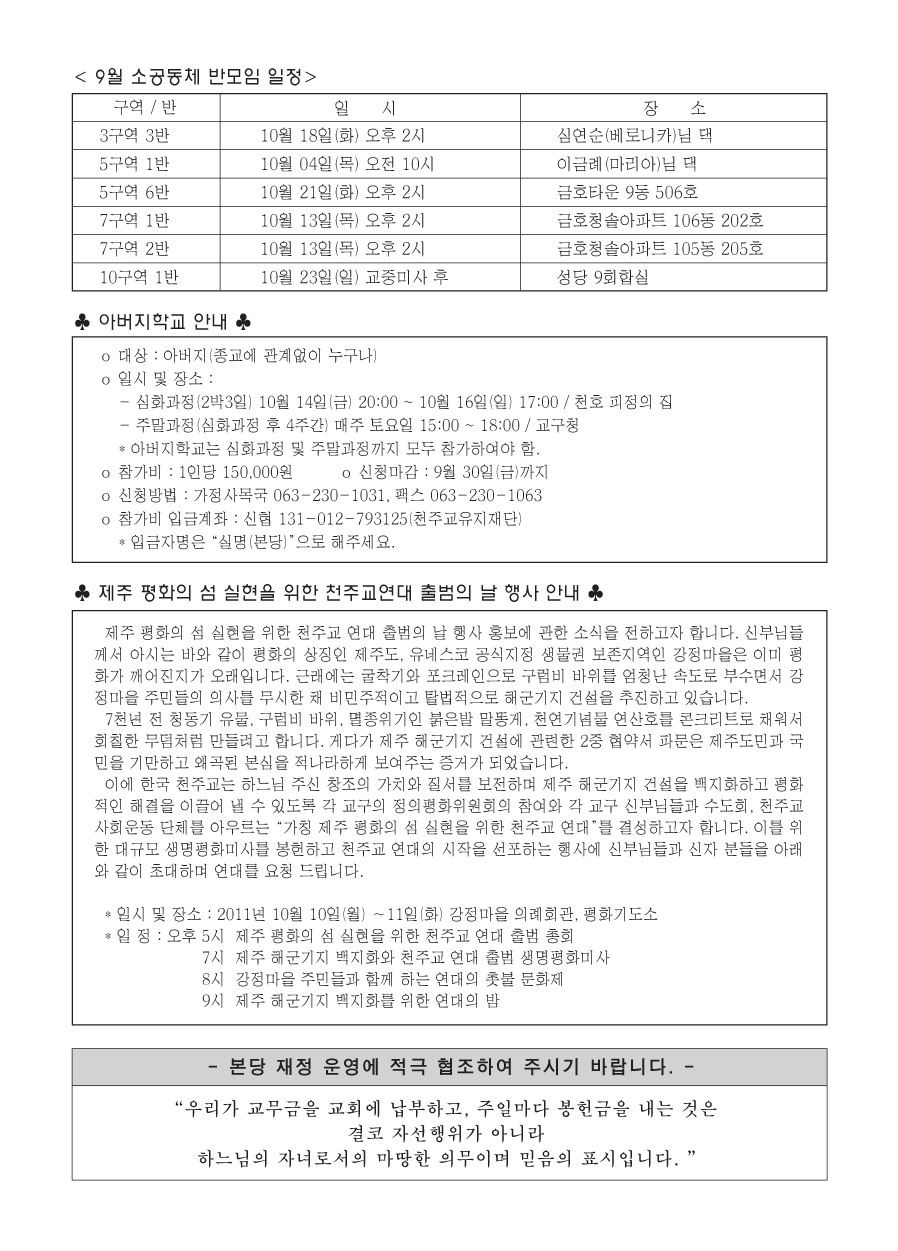 < 9월 소공동체 반모임 일정>
구역 / 반 일 시 장 소
3구역 3반 10월 18일(화) 오후 2시 심연순(베로니카)님 댁
5구역 1반 10월 04일(목) 오전 10시 이금례(마리아)님 댁
5구역 6반 10월 21일(화) 오후 2시 금호타운 9동 506호
7구역 1반 10월 13일(목) 오후 2시 금호청솔아파트 106동 202호
7구역 2반 10월 13일(목) 오후 2시 금호청솔아파트 105동 205호
10구역 1반 10월 23일(일) 교중미사 후 성당 9회합실
♣ 아버지학교 안내 ♣
o 대상 : 아버지(종교에 관계없이 누구나)
o 일시 및 장소 :
- 심화과정(2박3일) 10월 14일(금) 20:00 ~ 10월 16일(일) 17:00 / 천호 피정의 집
- 주말과정(심화과정 후 4주간) 매주 토요일 15:00 ~ 18:00 / 교구청
* 아버지학교는 심화과정 및 주말과정까지 모두 참가하여야 함.
o 참가비 : 1인당 150,000원 o 신청마감 : 9월 30일(금)까지
o 신청방법 : 가정사목국 063-230-1031, 팩스 063-230-1063
o 참가비 입금계좌 : 신협 131-012-793125(천주교유지재단)
* 입금자명은 “실명(본당)”으로 해주세요.
♣ 제주 평화의 섬 실현을 위한 천주교연대 출범의 날 행사 안내 ♣
제주 평화의 섬 실현을 위한 천주교 연대 출범의 날 행사 홍보에 관한 소식을 전하고자 합니다. 신부님들
께서 아시는 바와 같이 평화의 상징인 제주도, 유네스코 공식지정 생물권 보존지역인 강정마을은 이미 평
화가 깨어진지가 오래입니다. 근래에는 굴착기와 포크레인으로 구럼비 바위를 엄청난 속도로 부수면서 강
정마을 주민들의 의사를 무시한 채 비민주적이고 탈법적으로 해군기지 건설을 추진하고 있습니다.
7천년 전 청동기 유물, 구럼비 바위, 멸종위기인 붉은발 말똥게, 천연기념물 연산호를 콘크리트로 채워서
회칠한 무덤처럼 만들려고 합니다. 게다가 제주 해군기지 건설에 관련한 2중 협약서 파문은 제주도민과 국
민을 기만하고 왜곡된 본심을 적나라하게 보여주는 증거가 되었습니다.
이에 한국 천주교는 하느님 주신 창조의 가치와 질서를 보전하며 제주 해군기지 건설을 백지화하고 평화
적인 해결을 이끌어 낼 수 있도록 각 교구의 정의평화위원회의 참여와 각 교구 신부님들과 수도회, 천주교
사회운동 단체를 아우르는 “가칭 제주 평화의 섬 실현을 위한 천주교 연대”를 결성하고자 합니다. 이를 위
한 대규모 생명평화미사를 봉헌하고 천주교 연대의 시작을 선포하는 행사에 신부님들과 신자 분들을 아래
와 같이 초대하며 연대를 요청 드립니다.
* 일시 및 장소 : 2011년 10월 10일(월) ~11일(화) 강정마을 의례회관, 평화기도소
* 일 정 : 오후 5시 제주 평화의 섬 실현을 위한 천주교 연대 출범 총회
7시 제주 해군기지 백지화와 천주교 연대 출범 생명평화미사
8시 강정마을 주민들과 함께 하는 연대의 촛불 문화제
9시 제주 해군기지 백지화를 위한 연대의 밤
- 본당 재정 운영에 적극 협조하여 주시기 바랍니다. -
“우리가 교무금을 교회에 납부하고, 주일마다 봉헌금을 내는 것은
결코 자선행위가 아니라
하느님의 자녀로서의 마땅한 의무이며 믿음의 표시입니다. ”